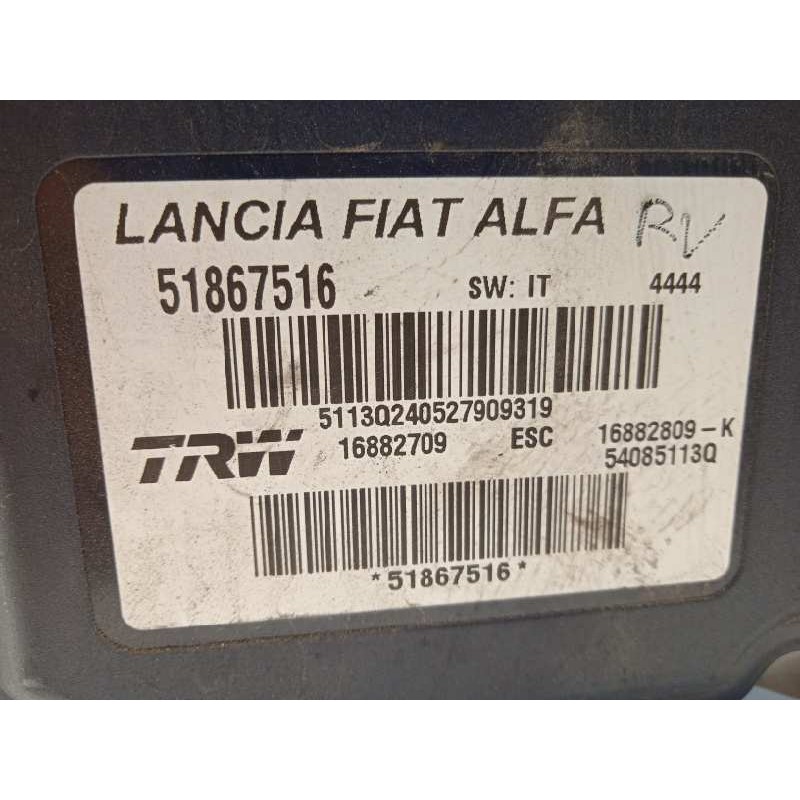 LANCIA FIAT ALFA RV
51867516 SW: IT 4444
5113Q240527909319
TRW 16882709 ESC 16882809-K
54085113Q
*51867516*